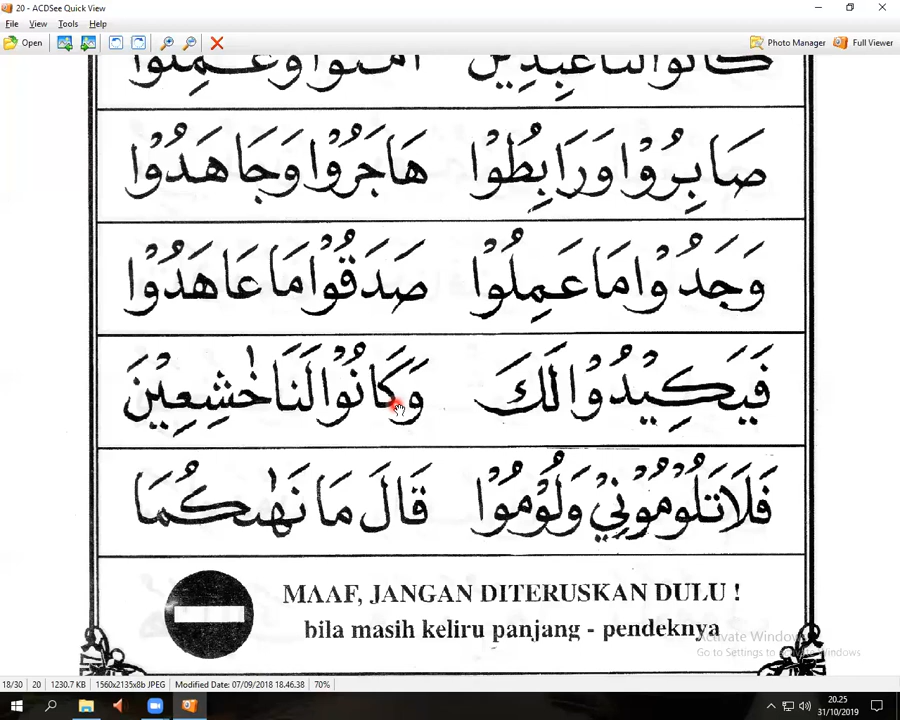 20 - ACDSee Quick View
File View Tools Help
Open Photo Manager Full Viewer
كَانُوْا لَنَا عٰبِدِيْنَ اٰمَنُوْا وَعَمِلُوْا
صَابِرُوْا وَرَابِطُوْا هَاجَرُوْا وَجَاهَدُوْا
وَجَدُوْا مَا عَمِلُوْا صَدَقُوْا مَا عَاهَدُوْا
فَيَكِيْدُوْا لَكَ وَكَانُوْا لَنَا خٰشِعِيْنَ
فَلَا تَلُوْمُوْنِيْ وَلُوْمُوْا قَالَ مَا نَهٰىكُمَا
MAAF, JANGAN DITERUSKAN DULU !
bila masih keliru panjang - pendeknya
Activate Windows
Go to Settings to activate Windows
18/30 20 1230.7 KB 1560x2135x8b JPEG Modified Date: 07/09/2018 18.46.38 70%
20.25
31/10/2019